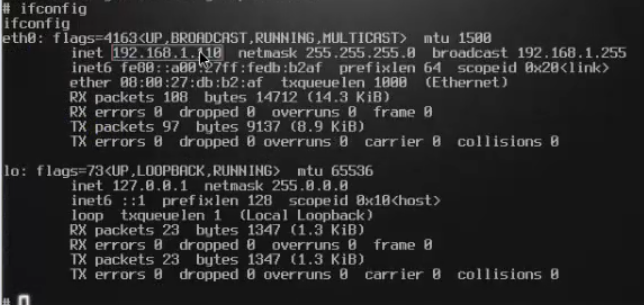 # ifconfig
ifconfig
eth0: flags=4163<UP,BROADCAST,RUNNING,MULTICAST>  mtu 1500
inet 192.168.1.110  netmask 255.255.255.0  broadcast 192.168.1.255
inet6 fe80::a00:27ff:fedb:b2af  prefixlen 64  scopeid 0x20<link>
ether 08:00:27:db:b2:af  txqueuelen 1000  (Ethernet)
RX packets 108  bytes 14712 (14.3 KiB)
RX errors 0  dropped 0  overruns 0  frame 0
TX packets 97  bytes 9137 (8.9 KiB)
TX errors 0  dropped 0 overruns 0  carrier 0  collisions 0
lo: flags=73<UP,LOOPBACK,RUNNING>  mtu 65536
inet 127.0.0.1  netmask 255.0.0.0
inet6 ::1  prefixlen 128  scopeid 0x10<host>
loop  txqueuelen 1  (Local Loopback)
RX packets 23  bytes 1347 (1.3 KiB)
RX errors 0  dropped 0  overruns 0  frame 0
TX packets 23  bytes 1347 (1.3 KiB)
TX errors 0  dropped 0 overruns 0  carrier 0  collisions 0
#